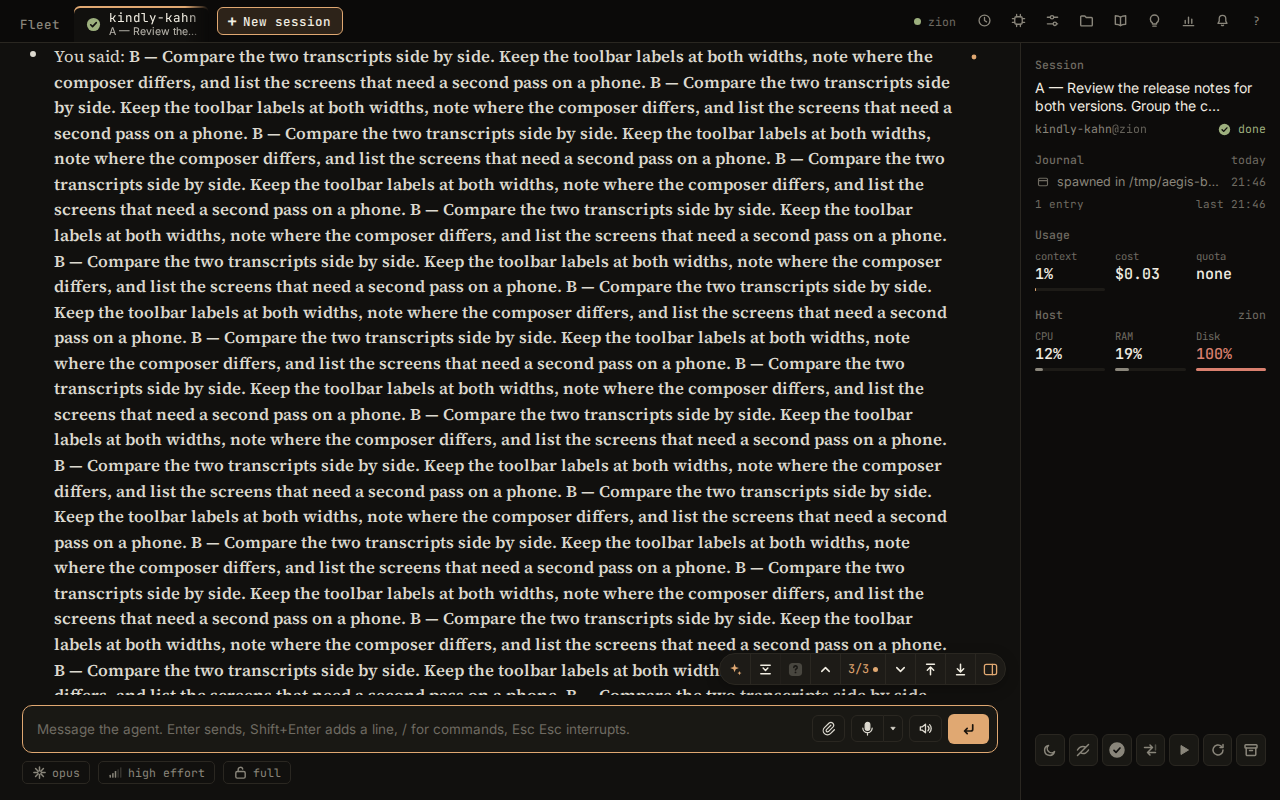 Fleet
kindly-kahn
A — Review the...
+ New session
zion
?
You said: B — Compare the two transcripts side by side. Keep the toolbar labels at both widths, note where the
composer differs, and list the screens that need a second pass on a phone. B — Compare the two transcripts side
by side. Keep the toolbar labels at both widths, note where the composer differs, and list the screens that need a
second pass on a phone. B — Compare the two transcripts side by side. Keep the toolbar labels at both widths,
note where the composer differs, and list the screens that need a second pass on a phone. B — Compare the two
transcripts side by side. Keep the toolbar labels at both widths, note where the composer differs, and list the
screens that need a second pass on a phone. B — Compare the two transcripts side by side. Keep the toolbar
labels at both widths, note where the composer differs, and list the screens that need a second pass on a phone.
B — Compare the two transcripts side by side. Keep the toolbar labels at both widths, note where the composer
differs, and list the screens that need a second pass on a phone. B — Compare the two transcripts side by side.
Keep the toolbar labels at both widths, note where the composer differs, and list the screens that need a second
pass on a phone. B — Compare the two transcripts side by side. Keep the toolbar labels at both widths, note
where the composer differs, and list the screens that need a second pass on a phone. B — Compare the two
transcripts side by side. Keep the toolbar labels at both widths, note where the composer differs, and list the
screens that need a second pass on a phone. B — Compare the two transcripts side by side. Keep the toolbar
labels at both widths, note where the composer differs, and list the screens that need a second pass on a phone.
B — Compare the two transcripts side by side. Keep the toolbar labels at both widths, note where the composer
differs, and list the screens that need a second pass on a phone. B — Compare the two transcripts side by side.
Keep the toolbar labels at both widths, note where the composer differs, and list the screens that need a second
pass on a phone. B — Compare the two transcripts side by side. Keep the toolbar labels at both widths, note
where the composer differs, and list the screens that need a second pass on a phone. B — Compare the two
transcripts side by side. Keep the toolbar labels at both widths, note where the composer differs, and list the
screens that need a second pass on a phone. B — Compare the two transcripts side by side. Keep the toolbar
labels at both widths, note where the composer differs, and list the screens that need a second pass on a phone.
B — Compare the two transcripts side by side. Keep the toolbar labels at both width
differs, and list the screens that need a second pass on a phone. B — Compare the two transcripts side by side.
?
3/3
Message the agent. Enter sends, Shift+Enter adds a line, / for commands, Esc Esc interrupts.
opus
high effort
full
Session
A — Review the release notes for
both versions. Group the c...
kindly-kahn@zion
done
Journal
today
spawned in /tmp/aegis-b...
21:46
1 entry
last 21:46
Usage
context
cost
quota
1%
$0.03
none
Host
zion
CPU
RAM
Disk
12%
19%
100%